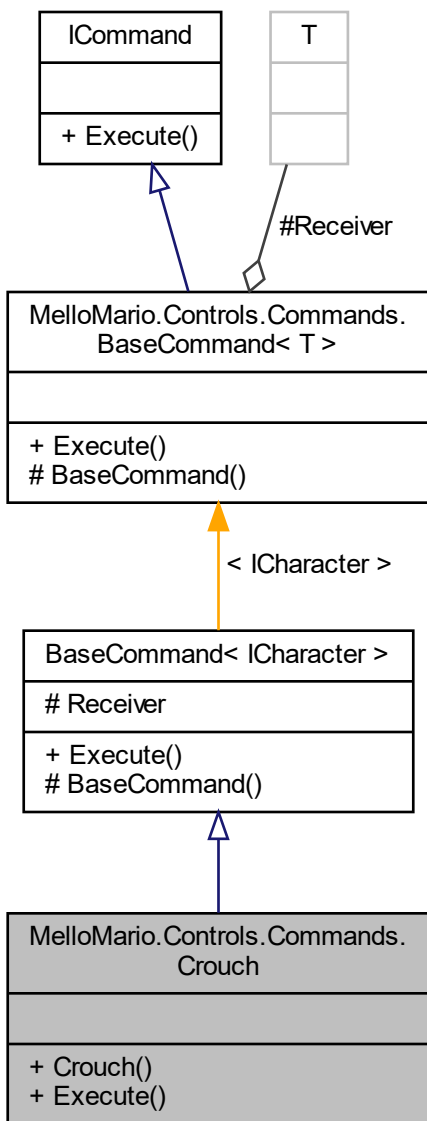 ICommand
+ Execute()
T
#Receiver
MelloMario.Controls.Commands.
BaseCommand< T >
+ Execute()
# BaseCommand()
< ICharacter >
BaseCommand< ICharacter >
# Receiver
+ Execute()
# BaseCommand()
MelloMario.Controls.Commands.
Crouch
+ Crouch()
+ Execute()